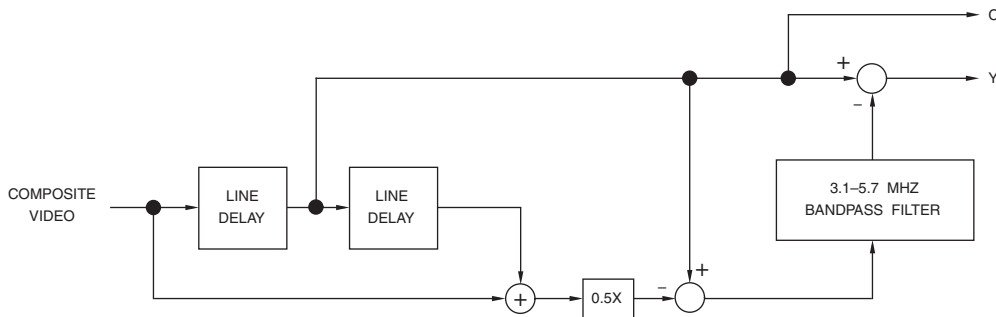 C
+
Y
–
3.1–5.7 MHZ
BANDPASS FILTER
COMPOSITE
VIDEO
LINE
DELAY
LINE
DELAY
+
+
0.5X
–